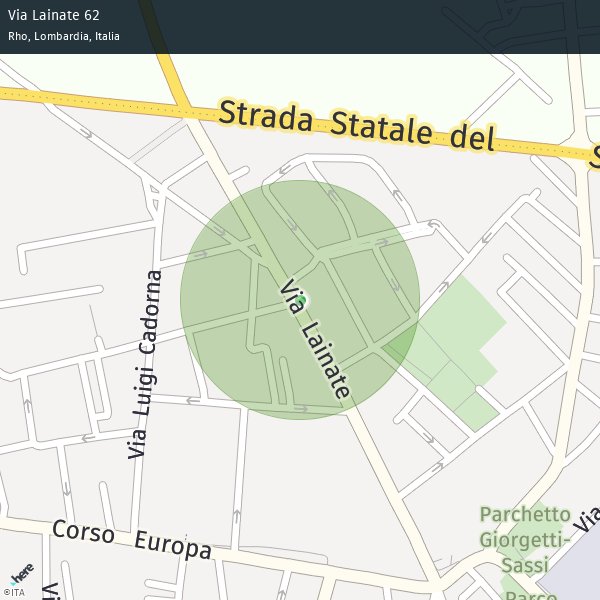 Via Lainate 62
Rho, Lombardia, Italia
Strada Statale del
S
Via Lainate
Via Luigi Cadorna
Corso Europa
Parchetto
Giorgetti-
Sassi
Parco
Via
Vi
here
©ITA